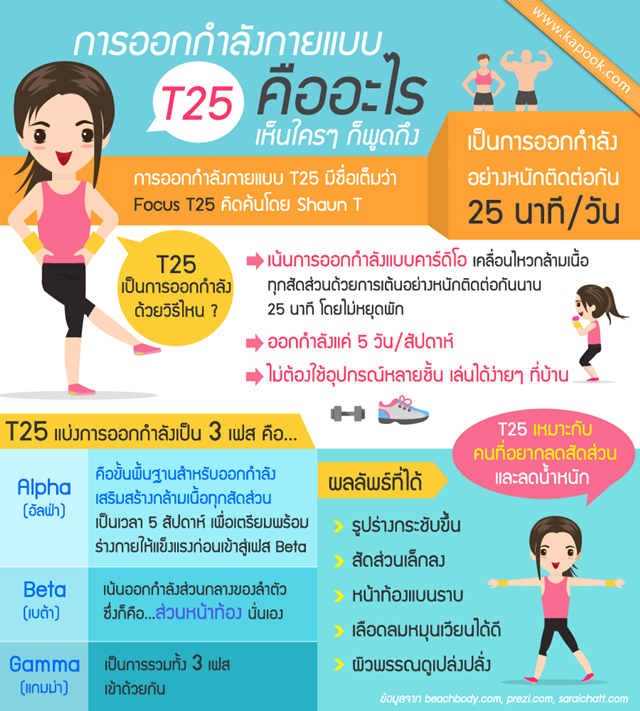 www.kapook.com
การออกกำลังกายแบบ
T25 คืออะไร
เห็นใครๆ ก็พูดถึง
การออกกำลังกายแบบ T25 มีชื่อเต็มว่า
Focus T25 คิดค้นโดย Shaun T
เป็นการออกกำลัง
อย่างหนักติดต่อกัน
25 นาที/วัน
T25
เป็นการออกกำลัง
ด้วยวิธีไหน ?
เน้นการออกกำลังแบบคาร์ดิโอ เคลื่อนไหวกล้ามเนื้อ
ทุกสัดส่วนด้วยการเต้นอย่างหนักติดต่อกันนาน
25 นาที โดยไม่หยุดพัก
ออกกำลังแค่ 5 วัน/สัปดาห์
ไม่ต้องใช้อุปกรณ์หลายชิ้น เล่นได้ง่ายๆ ที่บ้าน
T25 แบ่งการออกกำลังเป็น 3 เฟส คือ...
Alpha
(อัลฟ่า)
คือขั้นพื้นฐานสำหรับออกกำลัง
เสริมสร้างกล้ามเนื้อทุกสัดส่วน
เป็นเวลา 5 สัปดาห์ เพื่อเตรียมพร้อม
ร่างกายให้แข็งแรงก่อนเข้าสู่เฟส Beta
Beta
(เบต้า)
เน้นออกกำลังส่วนกลางของลำตัว
ซึ่งก็คือ...ส่วนหน้าท้อง นั่นเอง
Gamma
(แกมม่า)
เป็นการรวมทั้ง 3 เฟส
เข้าด้วยกัน
T25 เหมาะกับ
คนที่อยากลดสัดส่วน
และลดน้ำหนัก
ผลลัพธ์ที่ได้
รูปร่างกระชับขึ้น
สัดส่วนเล็กลง
หน้าท้องแบนราบ
เลือดลมหมุนเวียนได้ดี
ผิวพรรณดูเปล่งปลั่ง
ข้อมูลจาก beachbody.com, prezi.com, saraichatt.com